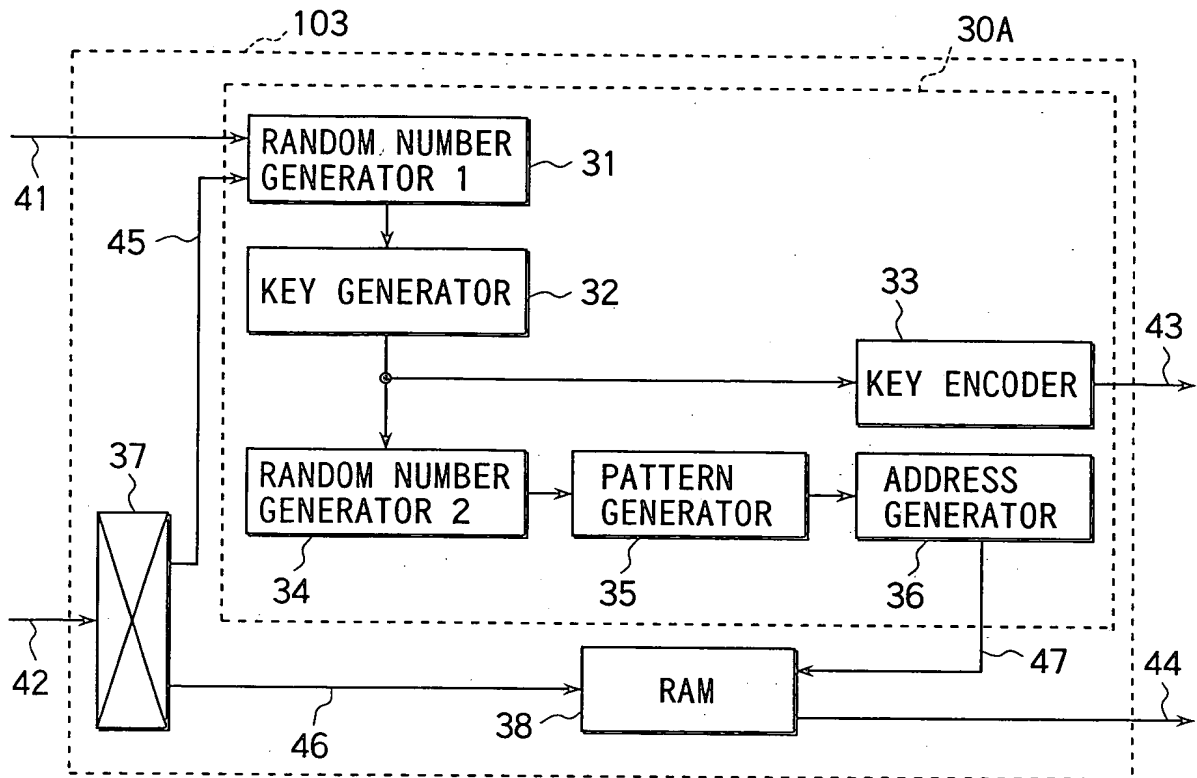 103
30A
RANDOM NUMBER
GENERATOR 1
31
41
45
KEY GENERATOR
32
33
KEY ENCODER
43
37
RANDOM NUMBER
GENERATOR 2
34
PATTERN
GENERATOR
35
ADDRESS
GENERATOR
36
42
46
RAM
38
47
44